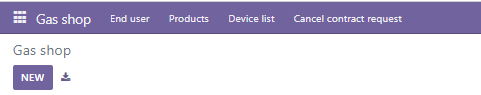 Gas shop End user Products Device list Cancel contract request
Gas shop
NEW